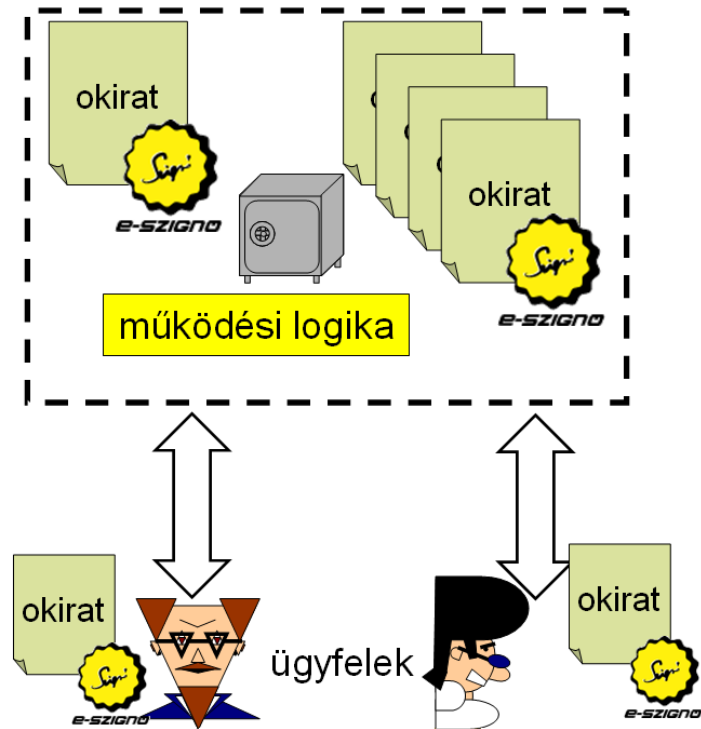 okirat
e-SZIGNO
okirat
e-SZIGNO
működési logika
okirat
e-SZIGNO
ügyfelek
okirat
e-SZIGNO